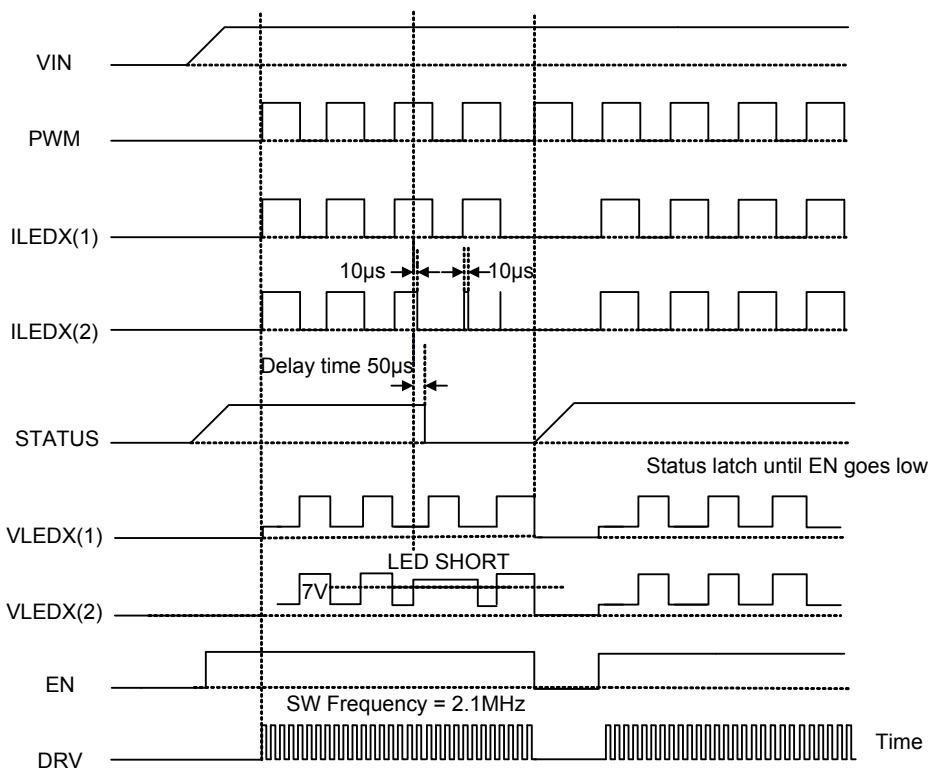 VIN
PWM
ILEDX(1)
10µs
10µs
ILEDX(2)
Delay time 50µs
STATUS
Status latch until EN goes low
VLEDX(1)
LED SHORT
7V
VLEDX(2)
EN
SW Frequency = 2.1MHz
DRV
Time